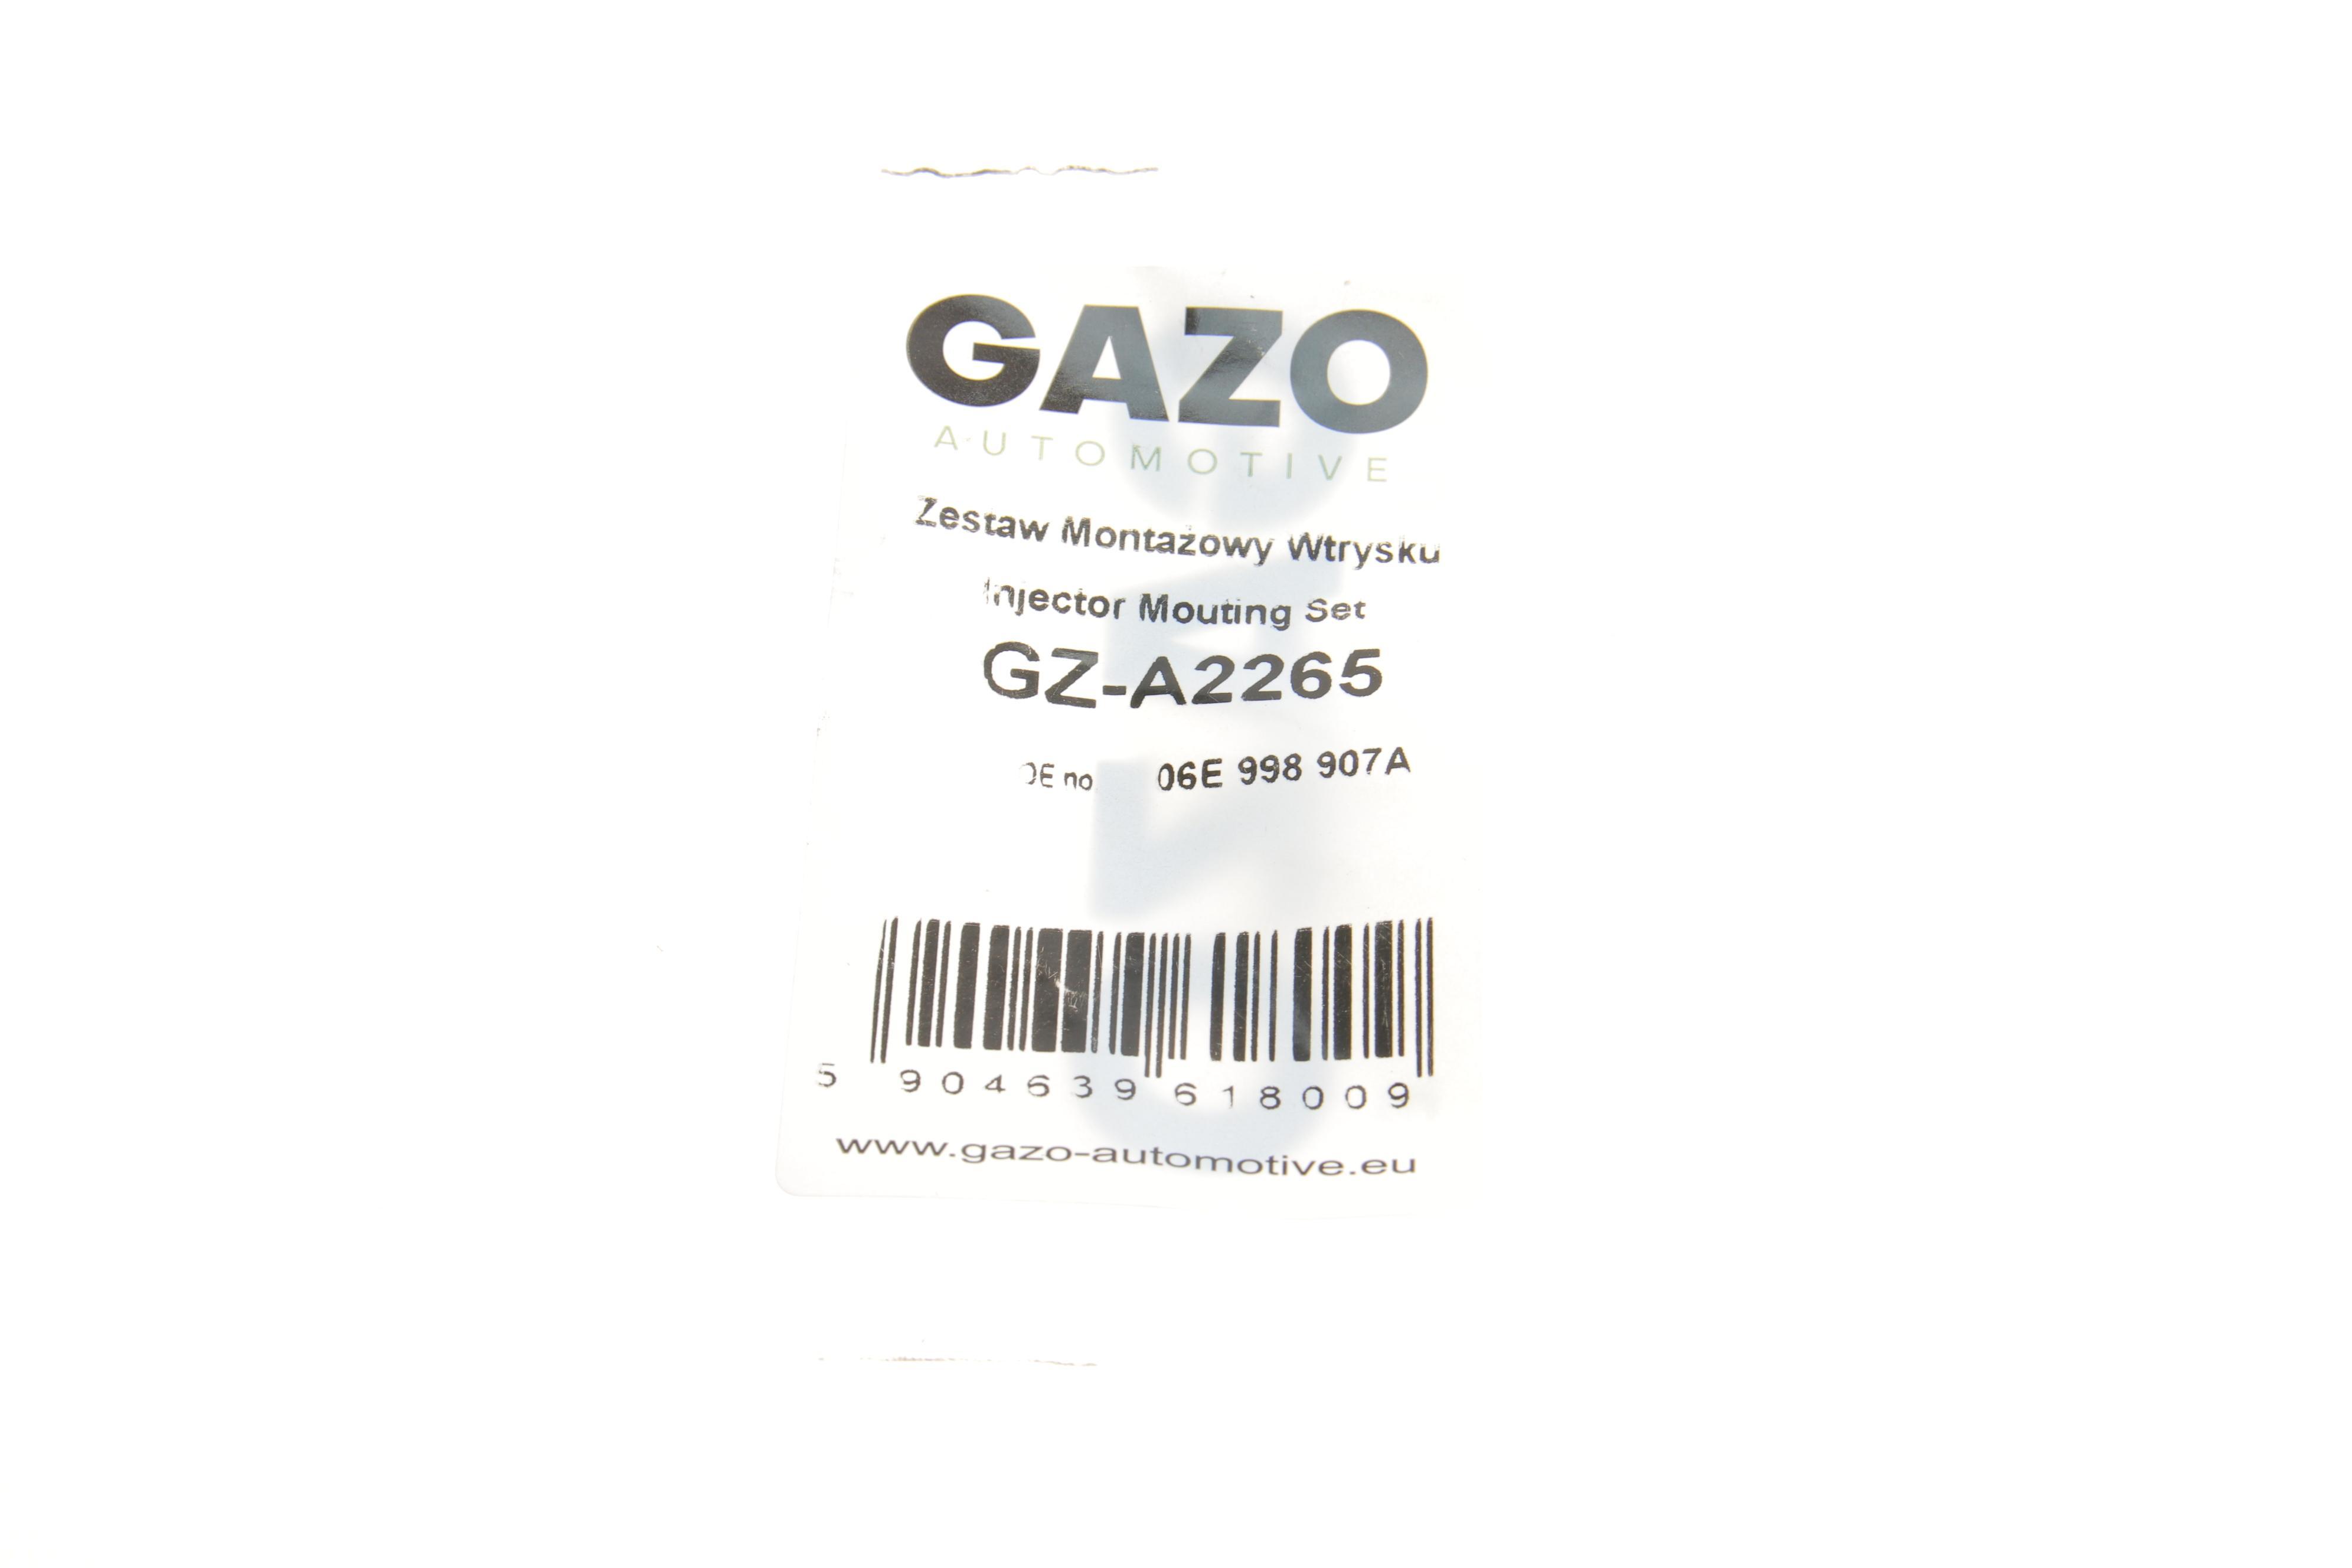 GAZO
AUTOMOTIVE
Zestaw Montażowy Wtrysku
Injector Mouting Set
GZ-A2265
OE no 06E 998 907A
5 904639 618009
www.gazo-automotive.eu